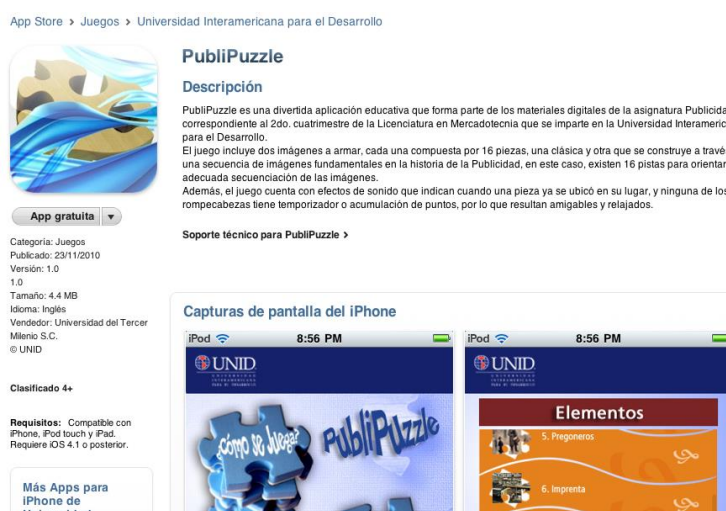 App Store > Juegos > Universidad Interamericana para el Desarrollo
PubliPuzzle
Descripción
PubliPuzzle es una divertida aplicación educativa que forma parte de los materiales digitales de la asignatura Publicida
correspondiente al 2do. cuatrimestre de la Licenciatura en Mercadotecnia que se imparte en la Universidad Interameric
para el Desarrollo.
El juego incluye dos imágenes a armar, cada una compuesta por 16 piezas, una clásica y otra que se construye a travé
una secuencia de imágenes fundamentales en la historia de la Publicidad, en este caso, existen 16 pistas para orientar
adecuada secuenciación de las imágenes.
Además, el juego cuenta con efectos de sonido que indican cuando una pieza ya se ubicó en su lugar, y ninguna de los
rompecabezas tiene temporizador o acumulación de puntos, por lo que resultan amigables y relajados.
Soporte técnico para PubliPuzzle >
App gratuita
Categoría: Juegos
Publicado: 23/11/2010
Versión: 1.0
1.0
Tamaño: 4.4 MB
Idioma: Inglés
Vendedor: Universidad del Tercer
Milenio S.C.
© UNID
Clasificado 4+
Requisitos: Compatible con
iPhone, iPod touch y iPad.
Requiere iOS 4.1 o posterior.
Más Apps para
iPhone de
Capturas de pantalla del iPhone
iPod 8:56 PM
UNID
UNIVERSIDAD
INTERAMERICANA
PARA EL DESARROLLO
¿Cómo se Juega?
PubliPuzzle
iPod 8:56 PM
UNID
UNIVERSIDAD
INTERAMERICANA
PARA EL DESARROLLO
Elementos
5. Pregoneros
6. Imprenta